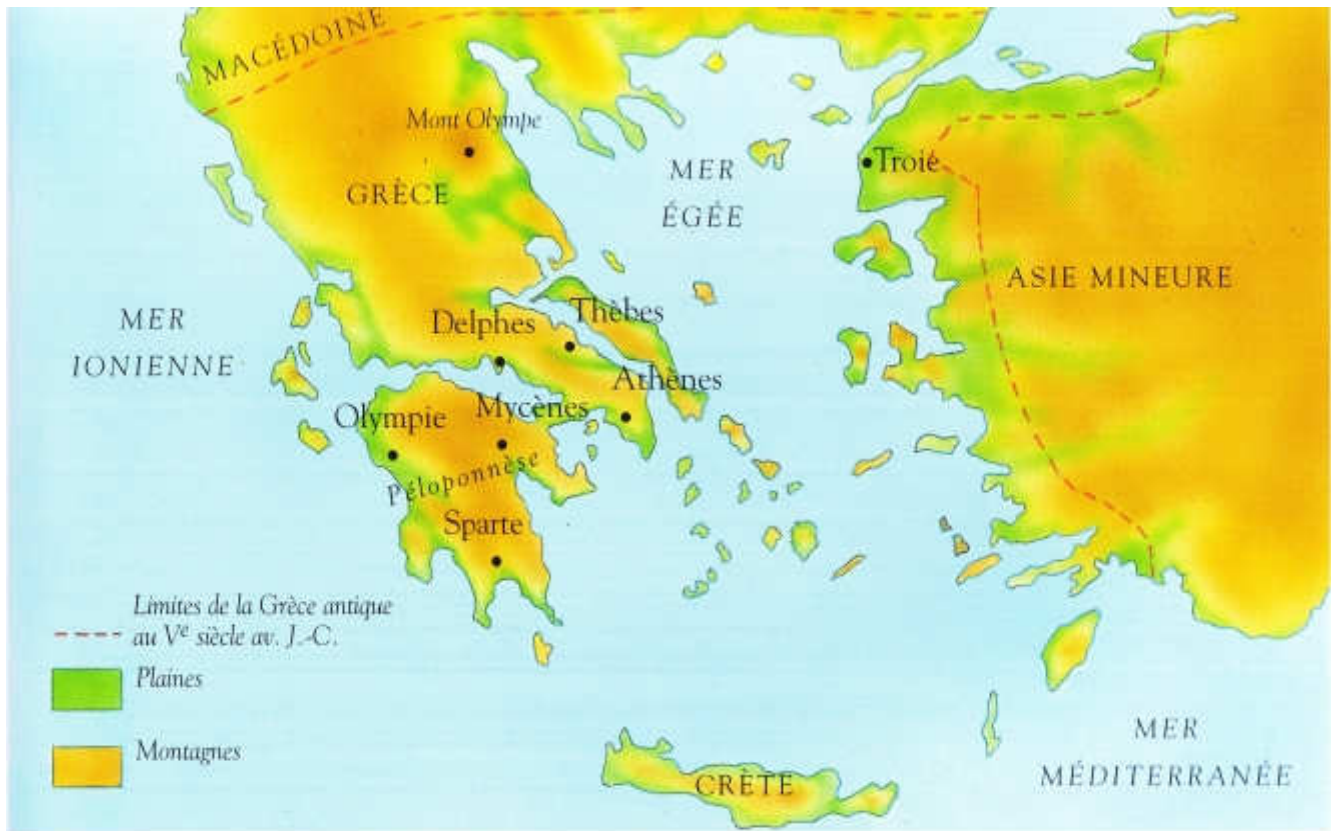 MACÉDOINE
Mont Olympe
GRÈCE
MER
ÉGÉE
Troie
ASIE MINEURE
MER
IONIENNE
Delphes
Thèbes
Athènes
Olympie
Mycènes
Péloponnèse
Sparte
Limites de la Grèce antique
au Ve siècle av. J.-C.
Plaines
Montagnes
CRÈTE
MER
MÉDITERRANÉE